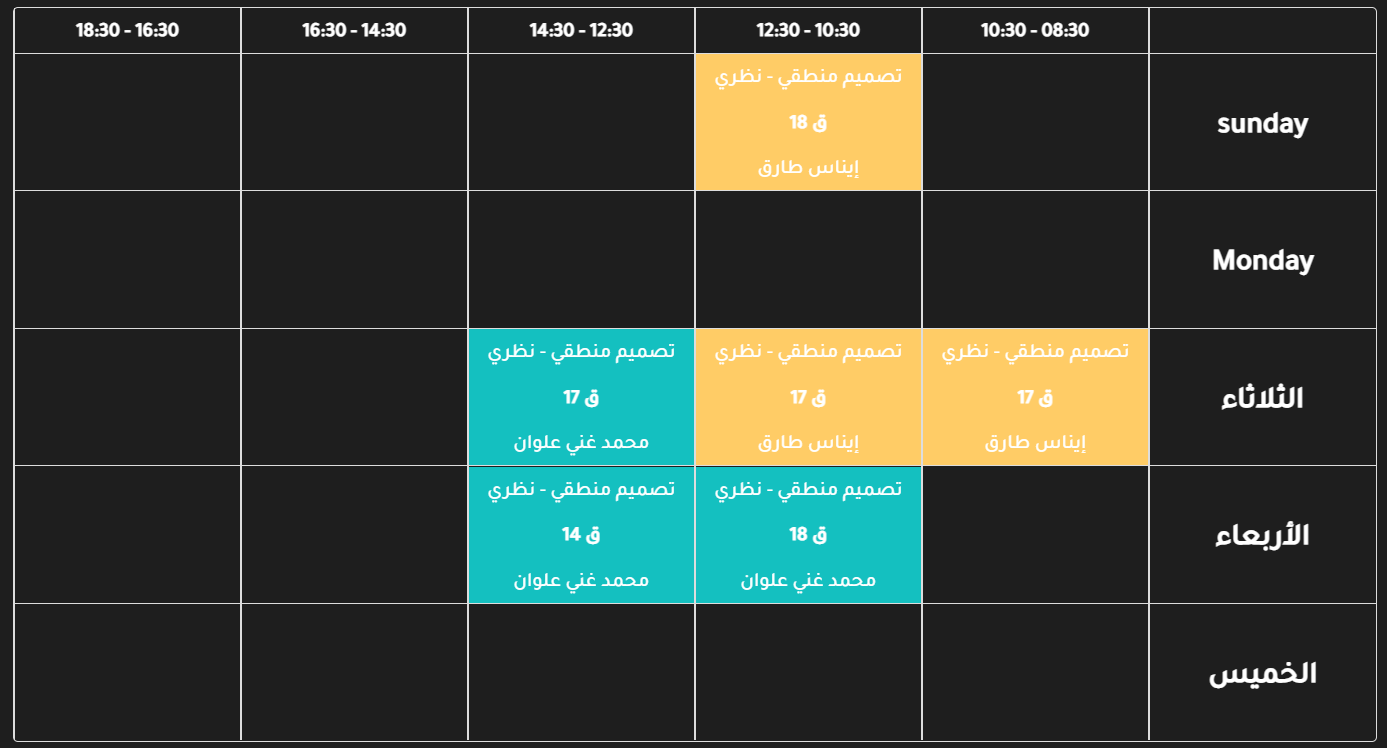 10:30 - 08:30
12:30 - 10:30
14:30 - 12:30
16:30 - 14:30
18:30 - 16:30
sunday
تصميم منطقي - نظري
ق 18
إيناس طارق
Monday
الثلاثاء
تصميم منطقي - نظري
ق 17
إيناس طارق
تصميم منطقي - نظري
ق 17
إيناس طارق
تصميم منطقي - نظري
ق 17
محمد غني علوان
الأربعاء
تصميم منطقي - نظري
ق 18
محمد غني علوان
تصميم منطقي - نظري
ق 14
محمد غني علوان
الخميس